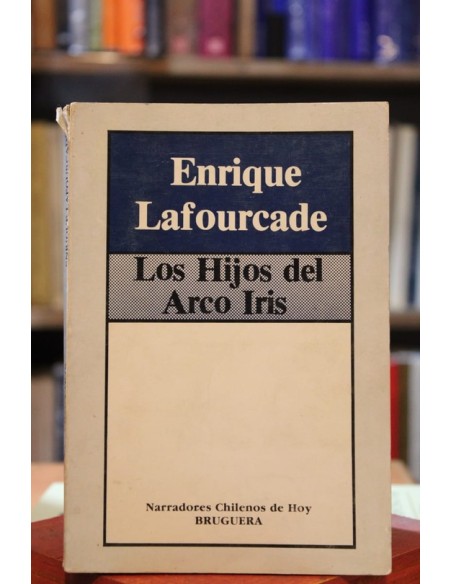 Enrique
Lafourcade
Los Hijos del
Arco Iris
Narradores Chilenos de Hoy
BRUGUERA